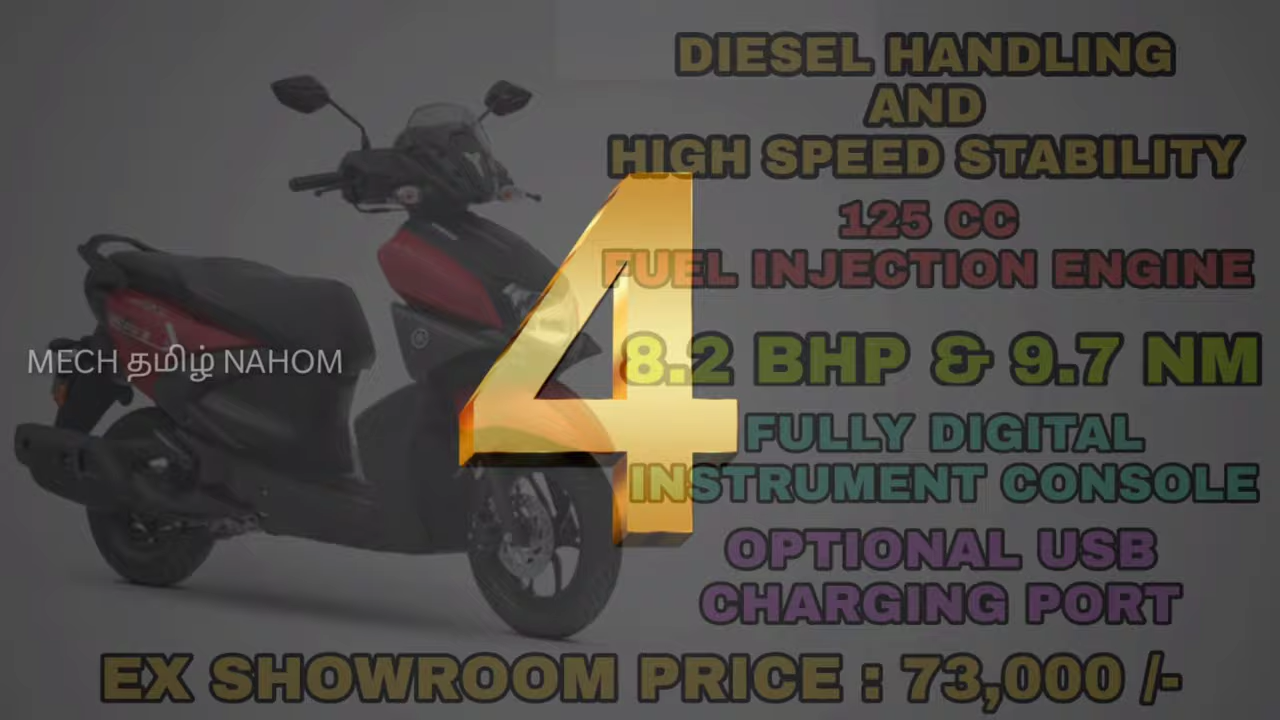 DIESEL HANDLING
AND
HIGH SPEED STABILITY
125 CC
FUEL INJECTION ENGINE
8.2 BHP & 9.7 NM
FULLY DIGITAL
INSTRUMENT CONSOLE
OPTIONAL USB
CHARGING PORT
4
MECH தமிழ் NAHOM
EX SHOWROOM PRICE : 73,000 /-